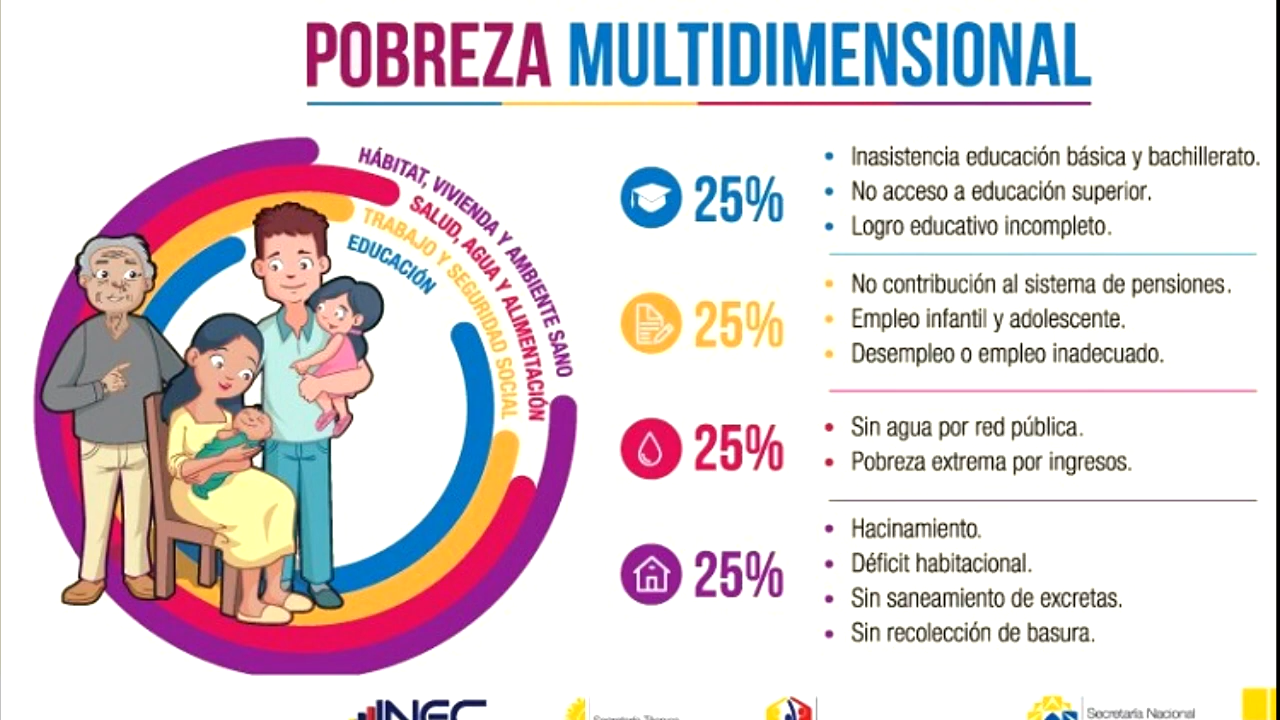 POBREZA MULTIDIMENSIONAL
HÁBITAT, VIVIENDA Y AMBIENTE SANO
SALUD, AGUA Y ALIMENTACIÓN
TRABAJO Y SEGURIDAD SOCIAL
EDUCACIÓN
25%
• Inasistencia educación básica y bachillerato.
• No acceso a educación superior.
• Logro educativo incompleto.
25%
• No contribución al sistema de pensiones.
• Empleo infantil y adolescente.
• Desempleo o empleo inadecuado.
25%
• Sin agua por red pública.
• Pobreza extrema por ingresos.
25%
• Hacinamiento.
• Déficit habitacional.
• Sin saneamiento de excretas.
• Sin recolección de basura.
INEC
Secretaría Nacional